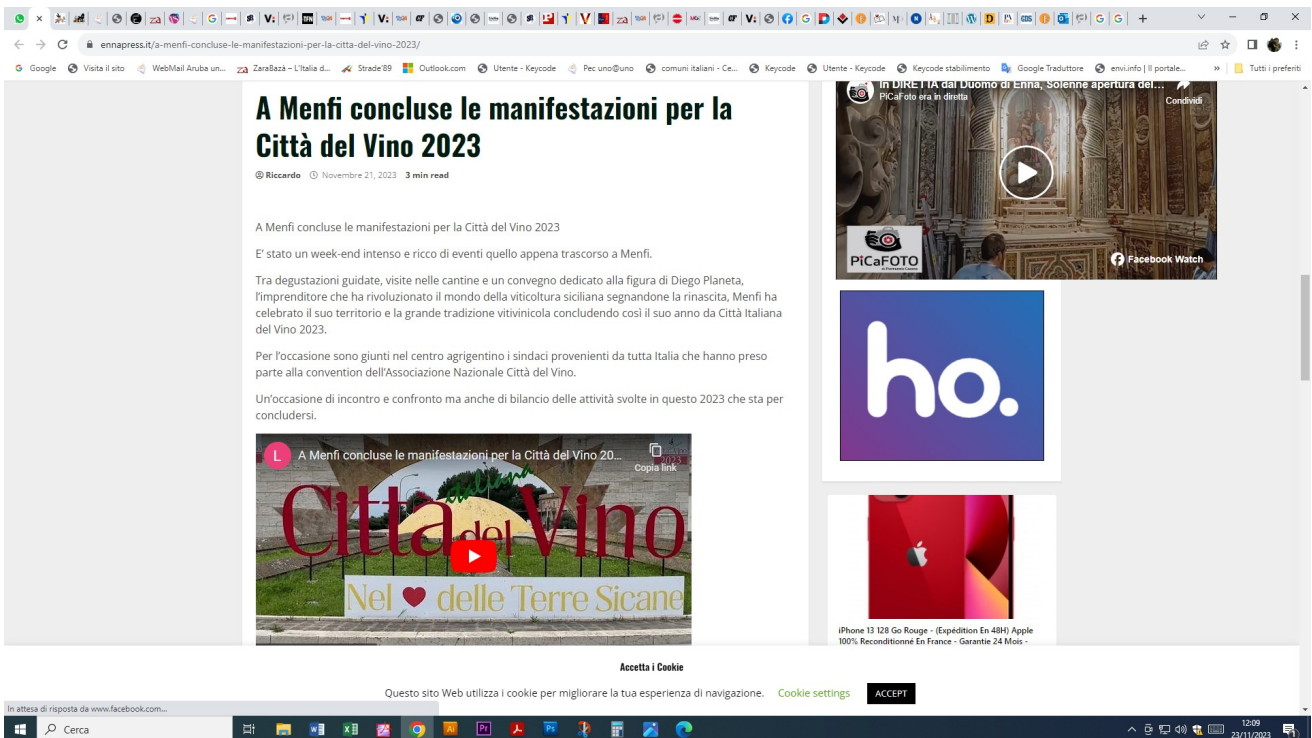 ennapress.it/a-menfi-concluse-le-manifestazioni-per-la-citta-del-vino-2023/
Google Visita il sito WebMail Aruba un... ZaraBazà – L'Italia d... Strade'89 Outlook.com Utente - Keycode Pec uno@uno comuni italiani - Ce... Keycode Utente - Keycode Keycode stabilimento Google Traduttore envi.info | Il portale... » Tutti i preferiti
A Menfi concluse le manifestazioni per la
Città del Vino 2023
Riccardo Novembre 21, 2023 3 min read
A Menfi concluse le manifestazioni per la Città del Vino 2023
E' stato un week-end intenso e ricco di eventi quello appena trascorso a Menfi.
Tra degustazioni guidate, visite nelle cantine e un convegno dedicato alla figura di Diego Planeta,
l'imprenditore che ha rivoluzionato il mondo della viticoltura siciliana segnandone la rinascita, Menfi ha
celebrato il suo territorio e la grande tradizione vitivinicola concludendo così il suo anno da Città Italiana
del Vino 2023.
Per l'occasione sono giunti nel centro agrigentino i sindaci provenienti da tutta Italia che hanno preso
parte alla convention dell'Associazione Nazionale Città del Vino.
Un'occasione di incontro e confronto ma anche di bilancio delle attività svolte in questo 2023 che sta per
concludersi.
L A Menfi concluse le manifestazioni per la Città del Vino 20...
Copia link
2023
italiana
Città del Vino
Nel ❤ delle Terre Sicane
In DIRETTA dal Duomo di Enna, Solenne apertura del...
PiCaFoto era in diretta
Condividi
PiCaFOTO
Facebook Watch
ho.
iPhone 13 128 Go Rouge - (Expédition En 48H) Apple
100% Reconditionné En France - Garantie 24 Mois -
Accetta i Cookie
Questo sito Web utilizza i cookie per migliorare la tua esperienza di navigazione. Cookie settings ACCEPT
In attesa di risposta da www.facebook.com...
Cerca
12:09
23/11/2023